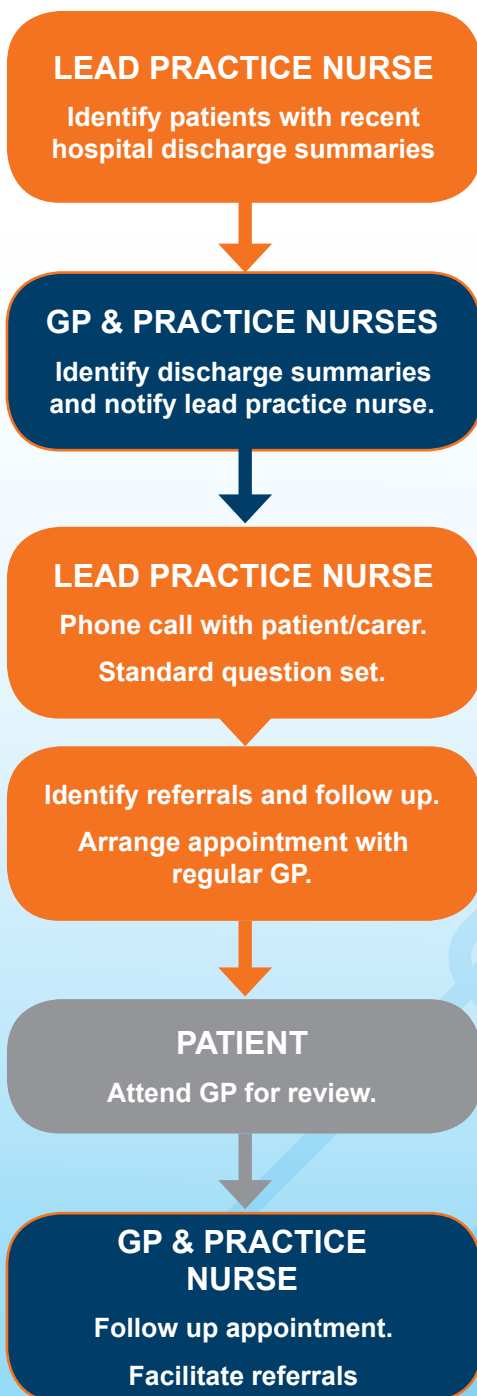 LEAD PRACTICE NURSE
Identify patients with recent
hospital discharge summaries
GP & PRACTICE NURSES
Identify discharge summaries
and notify lead practice nurse.
LEAD PRACTICE NURSE
Phone call with patient/carer.
Standard question set.
Identify referrals and follow up.
Arrange appointment with
regular GP.
PATIENT
Attend GP for review.
GP & PRACTICE
NURSE
Follow up appointment.
Facilitate referrals